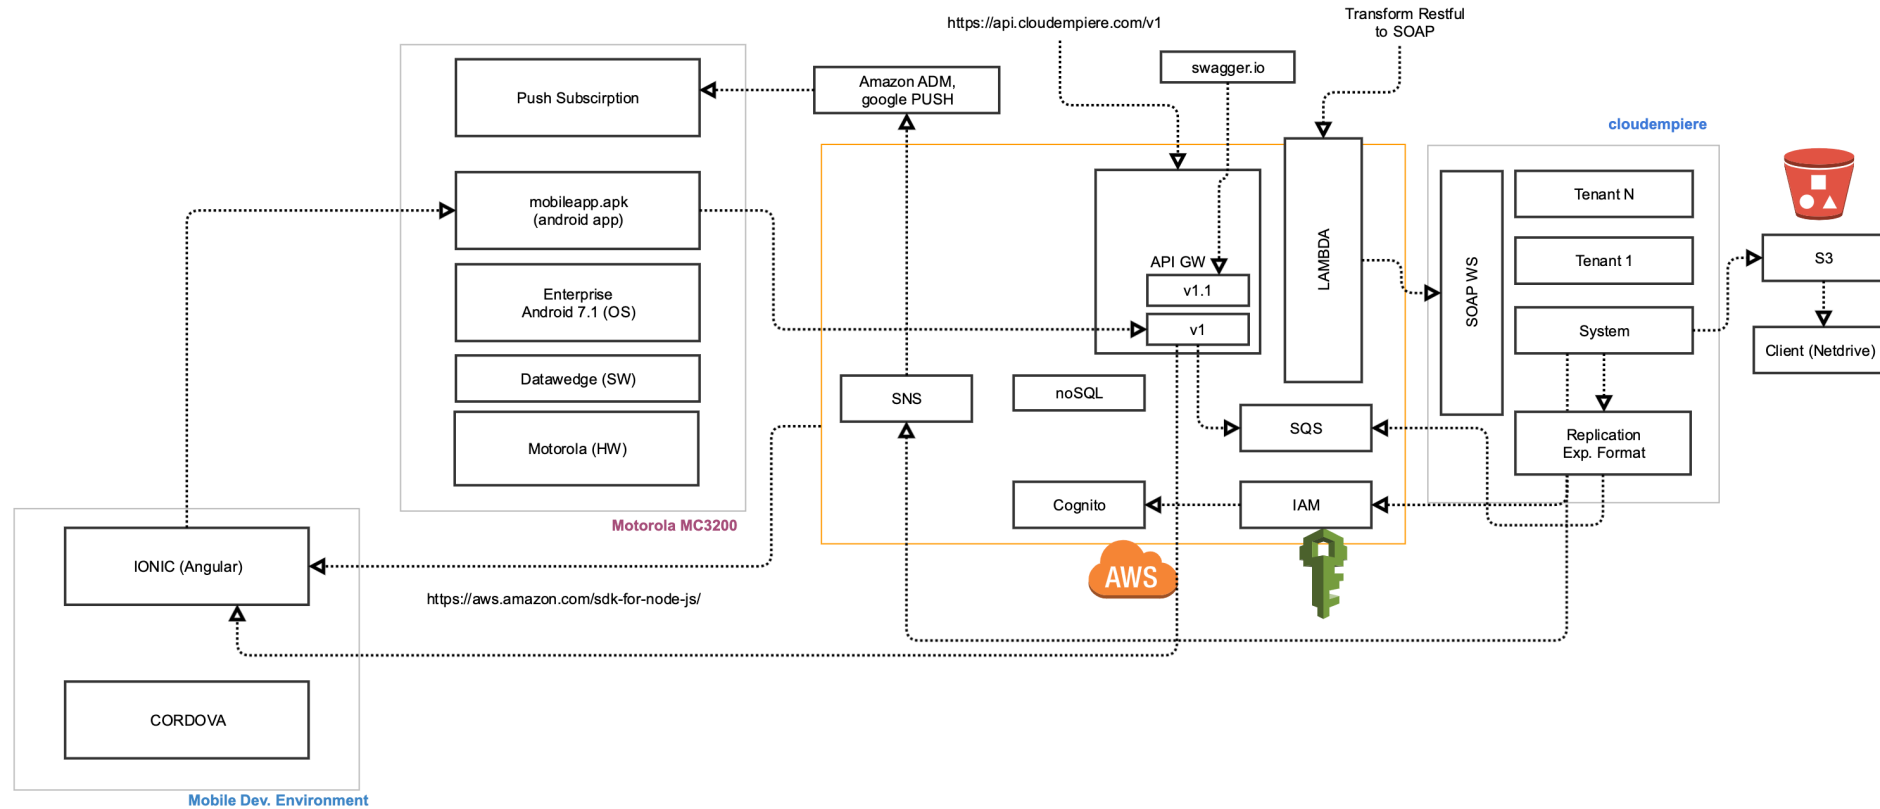 https://api.cloudempiere.com/v1
Transform Restful
to SOAP
swagger.io
Amazon ADM,
google PUSH
Push Subscirption
cloudempiere
mobileapp.apk
(android app)
Enterprise
Android 7.1 (OS)
Datawedge (SW)
Motorola (HW)
Motorola MC3200
API GW
v1.1
v1
LAMBDA
SNS
noSQL
SQS
Cognito
IAM
AWS
SOAP WS
Tenant N
Tenant 1
System
Replication
Exp. Format
S3
Client (Netdrive)
IONIC (Angular)
https://aws.amazon.com/sdk-for-node-js/
CORDOVA
Mobile Dev. Environment